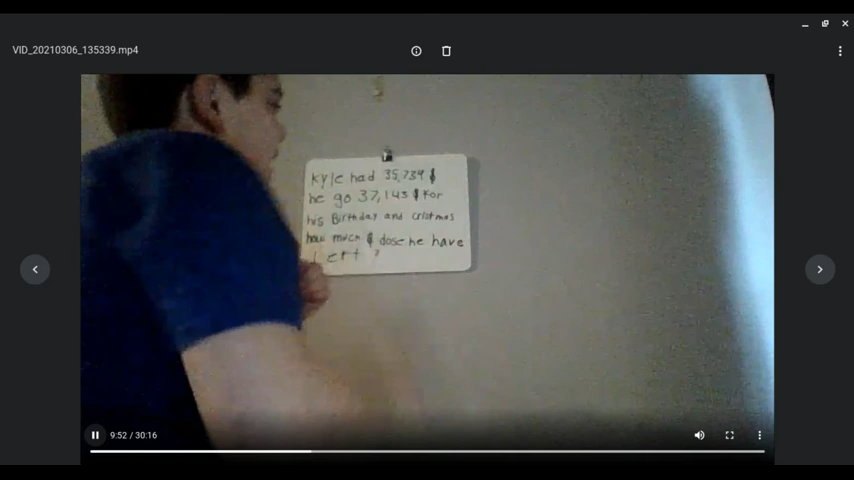 VID_20210306_135339.mp4
Kyle had 35,739 $
he go 37,145 $ For
his Birthday and cristmas
how much $ dose he have
Left ?
9:52 / 30:16